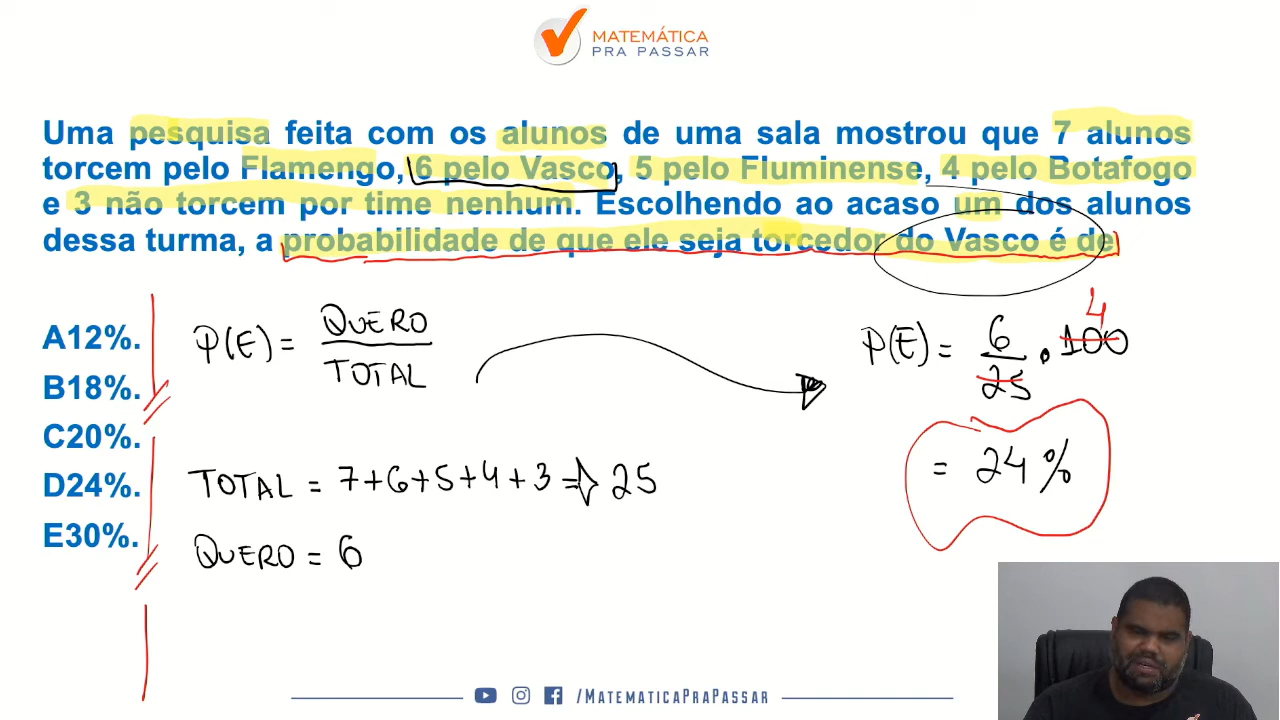 MATEMÁTICA
PRA PASSAR
Uma pesquisa feita com os alunos de uma sala mostrou que 7 alunos
torcem pelo Flamengo, 6 pelo Vasco, 5 pelo Fluminense, 4 pelo Botafogo
e 3 não torcem por time nenhum. Escolhendo ao acaso um dos alunos
dessa turma, a probabilidade de que ele seja torcedor do Vasco é de
A12%.
B18%.
C20%.
D24%.
E30%.
P(E) = QUERO / TOTAL
TOTAL = 7+6+5+4+3 => 25
QUERO = 6
4
P(E) = 6 / 25 . 100
= 24%
/MATEMATICAPRAPASSAR